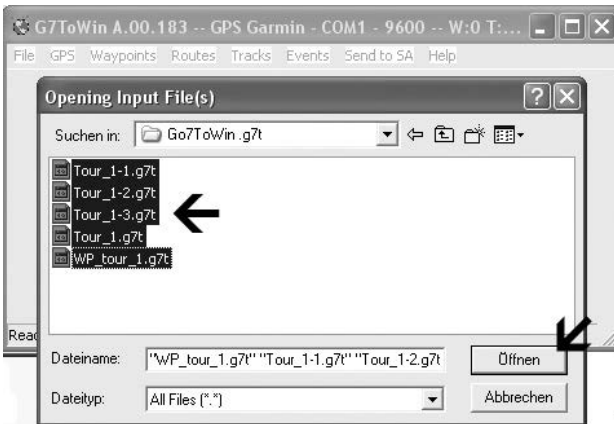 G7ToWin A.00.183 -- GPS Garmin - COM1 - 9600 -- W:0 T:...
File GPS Waypoints Routes Tracks Events Send to SA Help
Opening Input File(s)
Suchen in: Go7ToWin .g7t
Tour_1-1.g7t
Tour_1-2.g7t
Tour_1-3.g7t
Tour_1.g7t
WP_tour_1.g7t
Read
Dateiname: "WP_tour_1.g7t" "Tour_1-1.g7t" "Tour_1-2.g7t
Öffnen
Dateityp: All Files (*.*)
Abbrechen